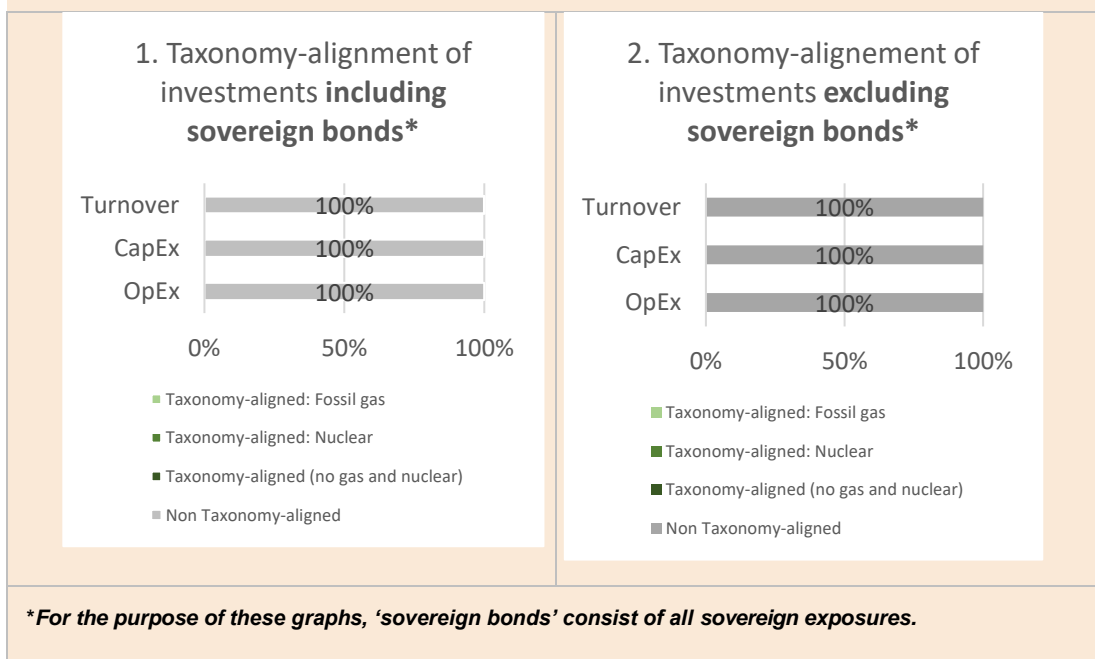 1. Taxonomy-alignment of
investments including
sovereign bonds*
Turnover
100%
CapEx
100%
OpEx
100%
0%
50%
100%
Taxonomy-aligned: Fossil gas
Taxonomy-aligned: Nuclear
Taxonomy-aligned (no gas and nuclear)
Non Taxonomy-aligned
2. Taxonomy-alignement of
investments excluding
sovereign bonds*
Turnover
100%
CapEx
100%
OpEx
100%
0%
50%
100%
Taxonomy-aligned: Fossil gas
Taxonomy-aligned: Nuclear
Taxonomy-aligned (no gas and nuclear)
Non Taxonomy-aligned
*For the purpose of these graphs, ‘sovereign bonds’ consist of all sovereign exposures.